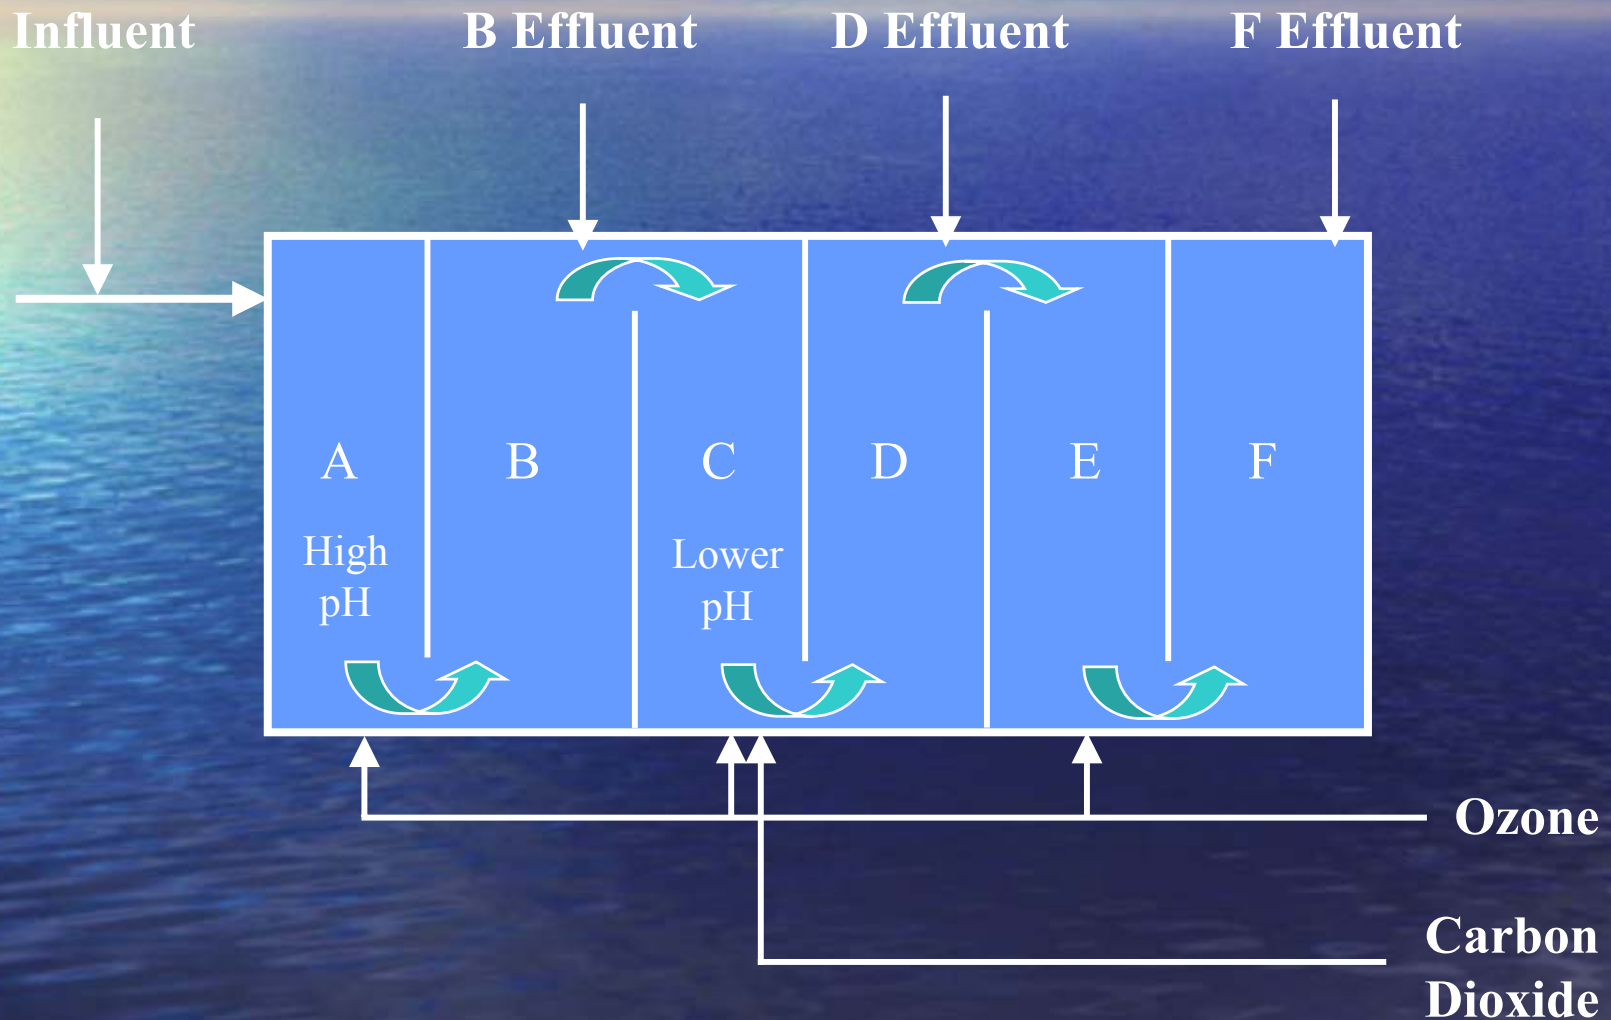 Influent
B Effluent
D Effluent
F Effluent
A
B
C
D
E
F
High
pH
Lower
pH
Ozone
Carbon
Dioxide